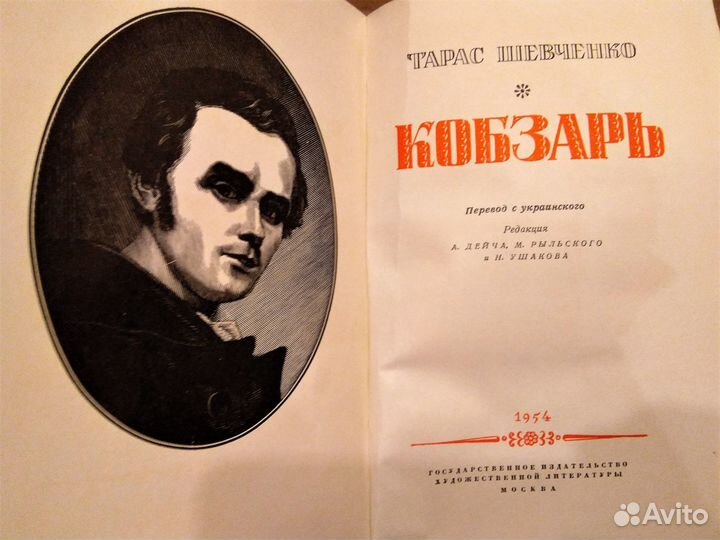 ТАРАС ШЕВЧЕНКО
КОБЗАРЬ
Перевод с украинского
Редакция
А. ДЕЙЧА, М. РЫЛЬСКОГО
и Н. УШАКОВА
1954
ГОСУДАРСТВЕННОЕ ИЗДАТЕЛЬСТВО
ХУДОЖЕСТВЕННОЙ ЛИТЕРАТУРЫ
МОСКВА
Avito